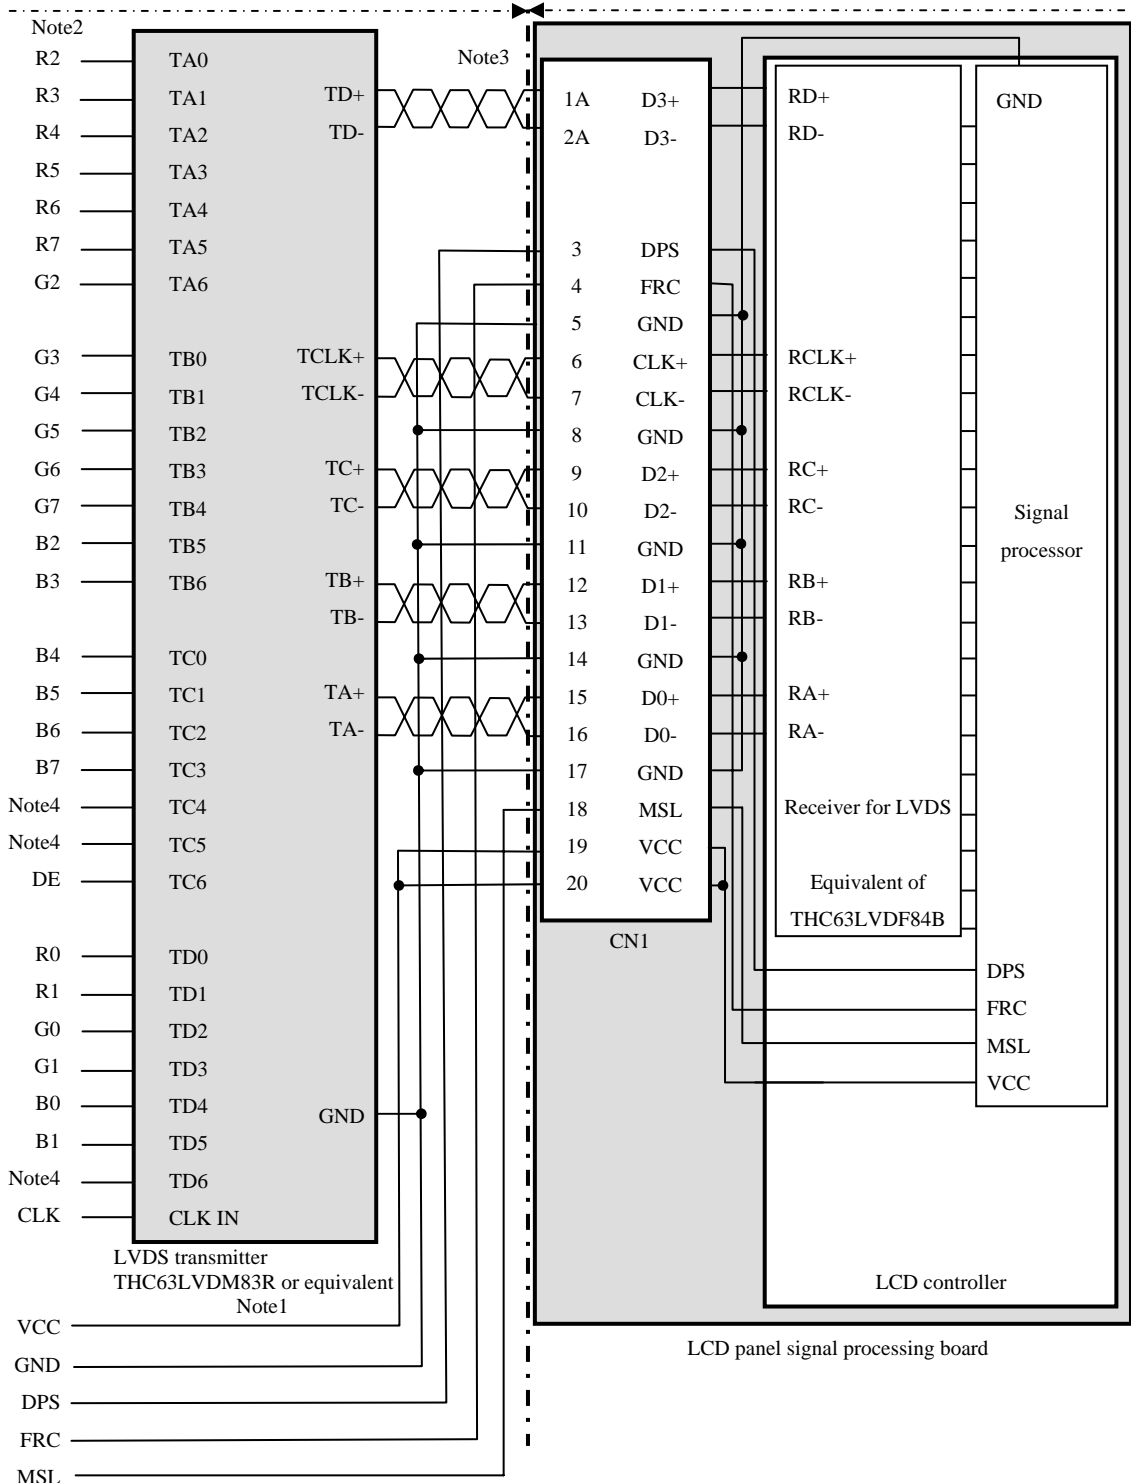 Note2
Note3
R2 TA0
R3 TA1 TD+ 1A D3+ RD+ GND
R4 TA2 TD- 2A D3- RD-
R5 TA3
R6 TA4
R7 TA5 3 DPS
G2 TA6 4 FRC
5 GND
G3 TB0 TCLK+ 6 CLK+ RCLK+
G4 TB1 TCLK- 7 CLK- RCLK-
G5 TB2 8 GND
G6 TB3 TC+ 9 D2+ RC+
G7 TB4 TC- 10 D2- RC- Signal
B2 TB5 11 GND processor
B3 TB6 TB+ 12 D1+ RB+
TB- 13 D1- RB-
B4 TC0 14 GND
B5 TC1 TA+ 15 D0+ RA+
B6 TC2 TA- 16 D0- RA-
B7 TC3 17 GND
Note4 TC4 18 MSL Receiver for LVDS
Note4 TC5 19 VCC
DE TC6 20 VCC Equivalent of
THC63LVDF84B
CN1
R0 TD0 DPS
R1 TD1 FRC
G0 TD2 MSL
G1 TD3 VCC
B0 TD4 GND
B1 TD5
Note4 TD6
CLK CLK IN
LVDS transmitter
THC63LVDM83R or equivalent
Note1
LCD controller
LCD panel signal processing board
VCC
GND
DPS
FRC
MSL